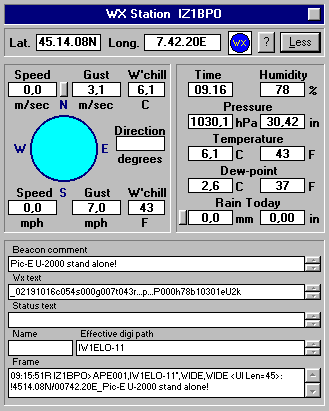 WX Station IZ1BPO
Lat. 45.14.08N Long. 7.42.20E WX ? Less
Speed Gust W'chill
0,0 3,1 6,1
m/sec N m/sec C
W E
Direction
degrees
Speed S Gust W'chill
0,0 7,0 43
mph mph F
Time Humidity
09.16 78 %
Pressure
1030,1 hPa 30,42 in
Temperature
6,1 C 43 F
Dew-point
2,6 C 37 F
Rain Today
0,0 mm 0,00 in
Beacon comment
Pic-E U-2000 stand alone!
Wx text
_02191016c054s000g007t043r...p...P000h78b10301eU2k
Status text
Name Effective digi path
IW1ELO-11
Frame
09:15:51R IZ1BPO>APE001,IW1ELO-11*,WIDE,WIDE <UI Len=45>:
!4514.08N/00742.20E_Pic-E U-2000 stand alone!